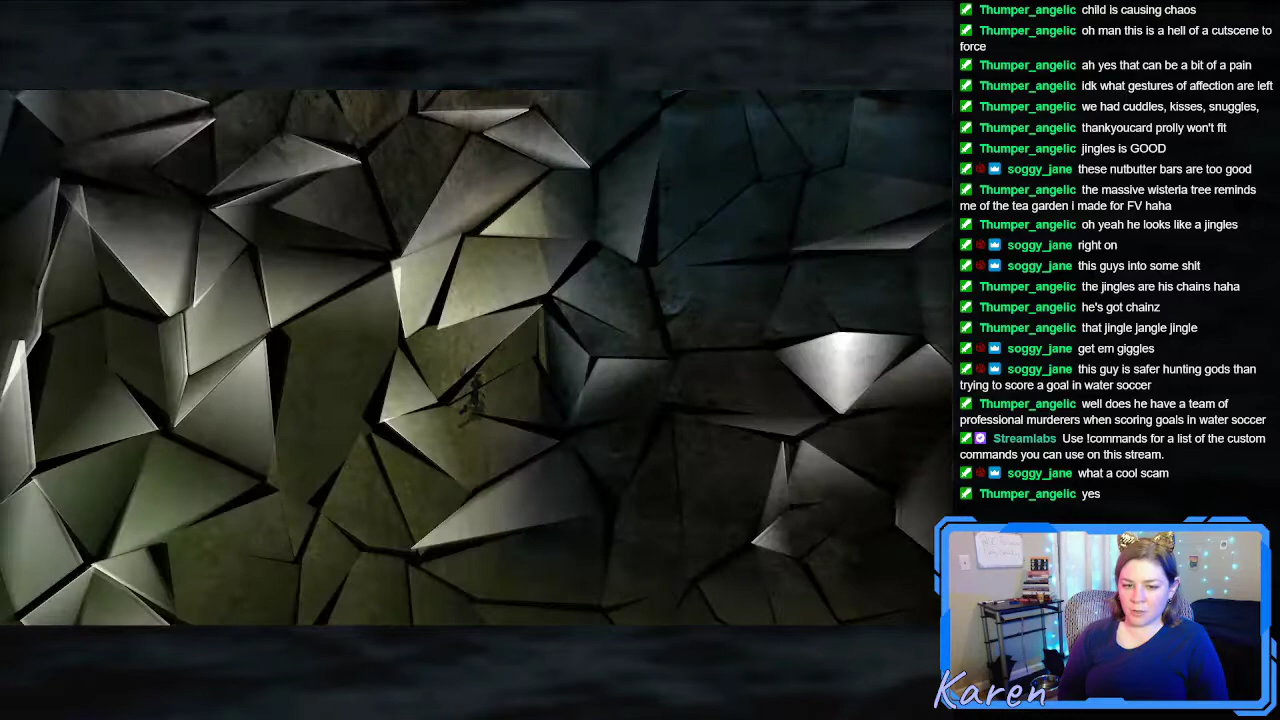 Thumper_angelic child is causing chaos
Thumper_angelic oh man this is a hell of a cutscene to
force
Thumper_angelic ah yes that can be a bit of a pain
Thumper_angelic idk what gestures of affection are left
Thumper_angelic we had cuddles, kisses, snuggles,
Thumper_angelic thankyoucard prolly won't fit
Thumper_angelic jingles is GOOD
soggy_jane these nutbutter bars are too good
Thumper_angelic the massive wisteria tree reminds
me of the tea garden i made for FV haha
Thumper_angelic oh yeah he looks like a jingles
soggy_jane right on
soggy_jane this guys into some shit
Thumper_angelic the jingles are his chains haha
Thumper_angelic he's got chainz
Thumper_angelic that jingle jangle jingle
soggy_jane get em giggles
soggy_jane this guy is safer hunting gods than
trying to score a goal in water soccer
Thumper_angelic well does he have a team of
professional murderers when scoring goals in water soccer
Streamlabs Use !commands for a list of the custom
commands you can use on this stream.
soggy_jane what a cool scam
Thumper_angelic yes
Karen